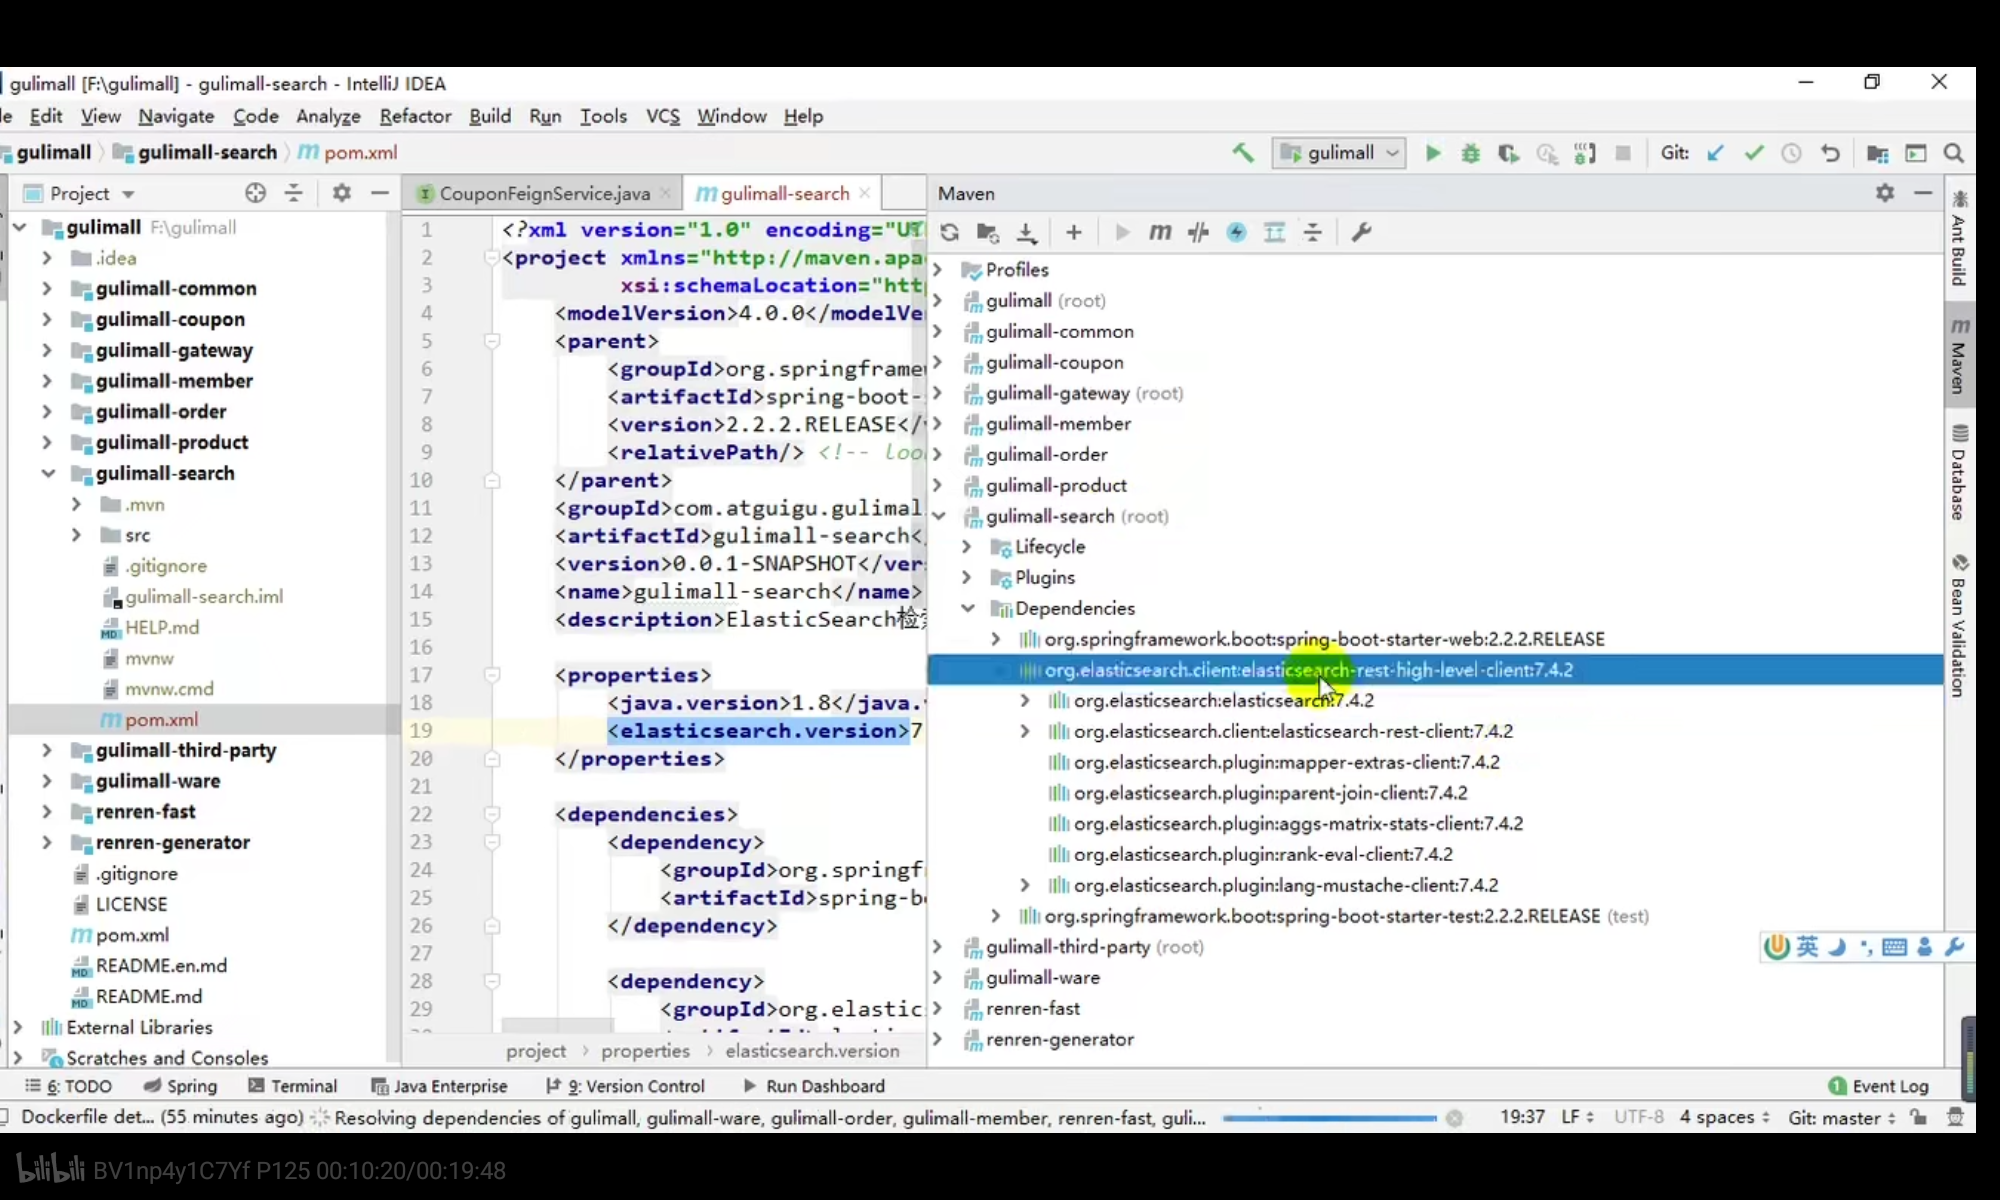 gulimall [F:\gulimall] - gulimall-search - IntelliJ IDEA
Edit View Navigate Code Analyze Refactor Build Run Tools VCS Window Help
gulimall gulimall-search pom.xml
gulimall
Git:
Project
CouponFeignService.java
gulimall-search
Maven
gulimall F:\gulimall
.idea
gulimall-common
gulimall-coupon
gulimall-gateway
gulimall-member
gulimall-order
gulimall-product
gulimall-search
.mvn
src
.gitignore
gulimall-search.iml
HELP.md
mvnw
mvnw.cmd
pom.xml
gulimall-third-party
gulimall-ware
renren-fast
renren-generator
.gitignore
LICENSE
pom.xml
README.en.md
README.md
External Libraries
Scratches and Consoles
1 <?xml version="1.0" encoding="UT
2 <project xmlns="http://maven.apa
3 xsi:schemaLocation="htt
4 <modelVersion>4.0.0</modelVe
5 <parent>
6 <groupId>org.springframe
7 <artifactId>spring-boot-
8 <version>2.2.2.RELEASE</
9 <relativePath/> <!-- loo
10 </parent>
11 <groupId>com.atguigu.gulimal
12 <artifactId>gulimall-search<
13 <version>0.0.1-SNAPSHOT</ver
14 <name>gulimall-search</name>
15 <description>ElasticSearch检
16
17 <properties>
18 <java.version>1.8</java.
19 <elasticsearch.version>7
20 </properties>
21
22 <dependencies>
23 <dependency>
24 <groupId>org.springf
25 <artifactId>spring-b
26 </dependency>
27
28 <dependency>
29 <groupId>org.elastic
project properties elasticsearch.version
Profiles
gulimall (root)
gulimall-common
gulimall-coupon
gulimall-gateway (root)
gulimall-member
gulimall-order
gulimall-product
gulimall-search (root)
Lifecycle
Plugins
Dependencies
org.springframework.boot:spring-boot-starter-web:2.2.2.RELEASE
org.elasticsearch.client:elasticsearch-rest-high-level-client:7.4.2
org.elasticsearch:elasticsearch:7.4.2
org.elasticsearch.client:elasticsearch-rest-client:7.4.2
org.elasticsearch.plugin:mapper-extras-client:7.4.2
org.elasticsearch.plugin:parent-join-client:7.4.2
org.elasticsearch.plugin:aggs-matrix-stats-client:7.4.2
org.elasticsearch.plugin:rank-eval-client:7.4.2
org.elasticsearch.plugin:lang-mustache-client:7.4.2
org.springframework.boot:spring-boot-starter-test:2.2.2.RELEASE (test)
gulimall-third-party (root)
gulimall-ware
renren-fast
renren-generator
Ant Build
Maven
Database
Bean Validation
英
6: TODO Spring Terminal Java Enterprise 9: Version Control Run Dashboard 1 Event Log
Dockerfile det... (55 minutes ago) Resolving dependencies of gulimall, gulimall-ware, gulimall-order, gulimall-member, renren-fast, guli... 19:37 LF UTF-8 4 spaces Git: master
bilibili BV1np4y1C7Yf P125 00:10:20/00:19:48